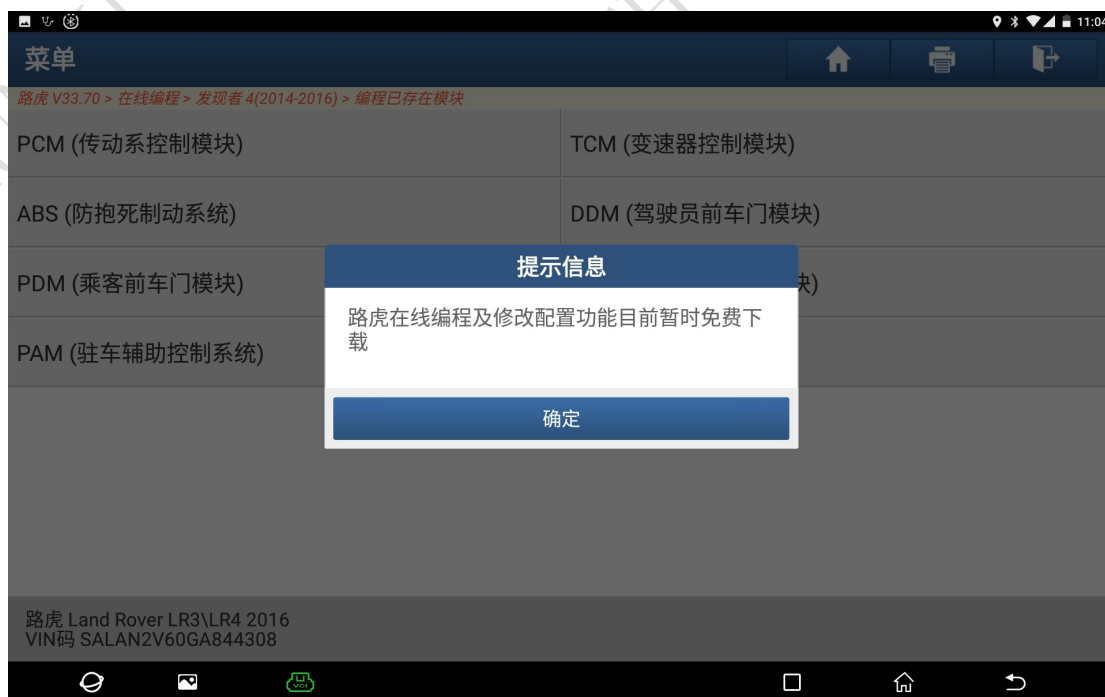 11:04
菜单
路虎 V33.70 > 在线编程 > 发现者 4(2014-2016) > 编程已存在模块
PCM (传动系控制模块)
TCM (变速器控制模块)
ABS (防抱死制动系统)
DDM (驾驶员前车门模块)
PDM (乘客前车门模块)
块)
PAM (驻车辅助控制系统)
提示信息
路虎在线编程及修改配置功能目前暂时免费下
载
确定
路虎 Land Rover LR3\LR4 2016
VIN码 SALAN2V60GA844308
VCI